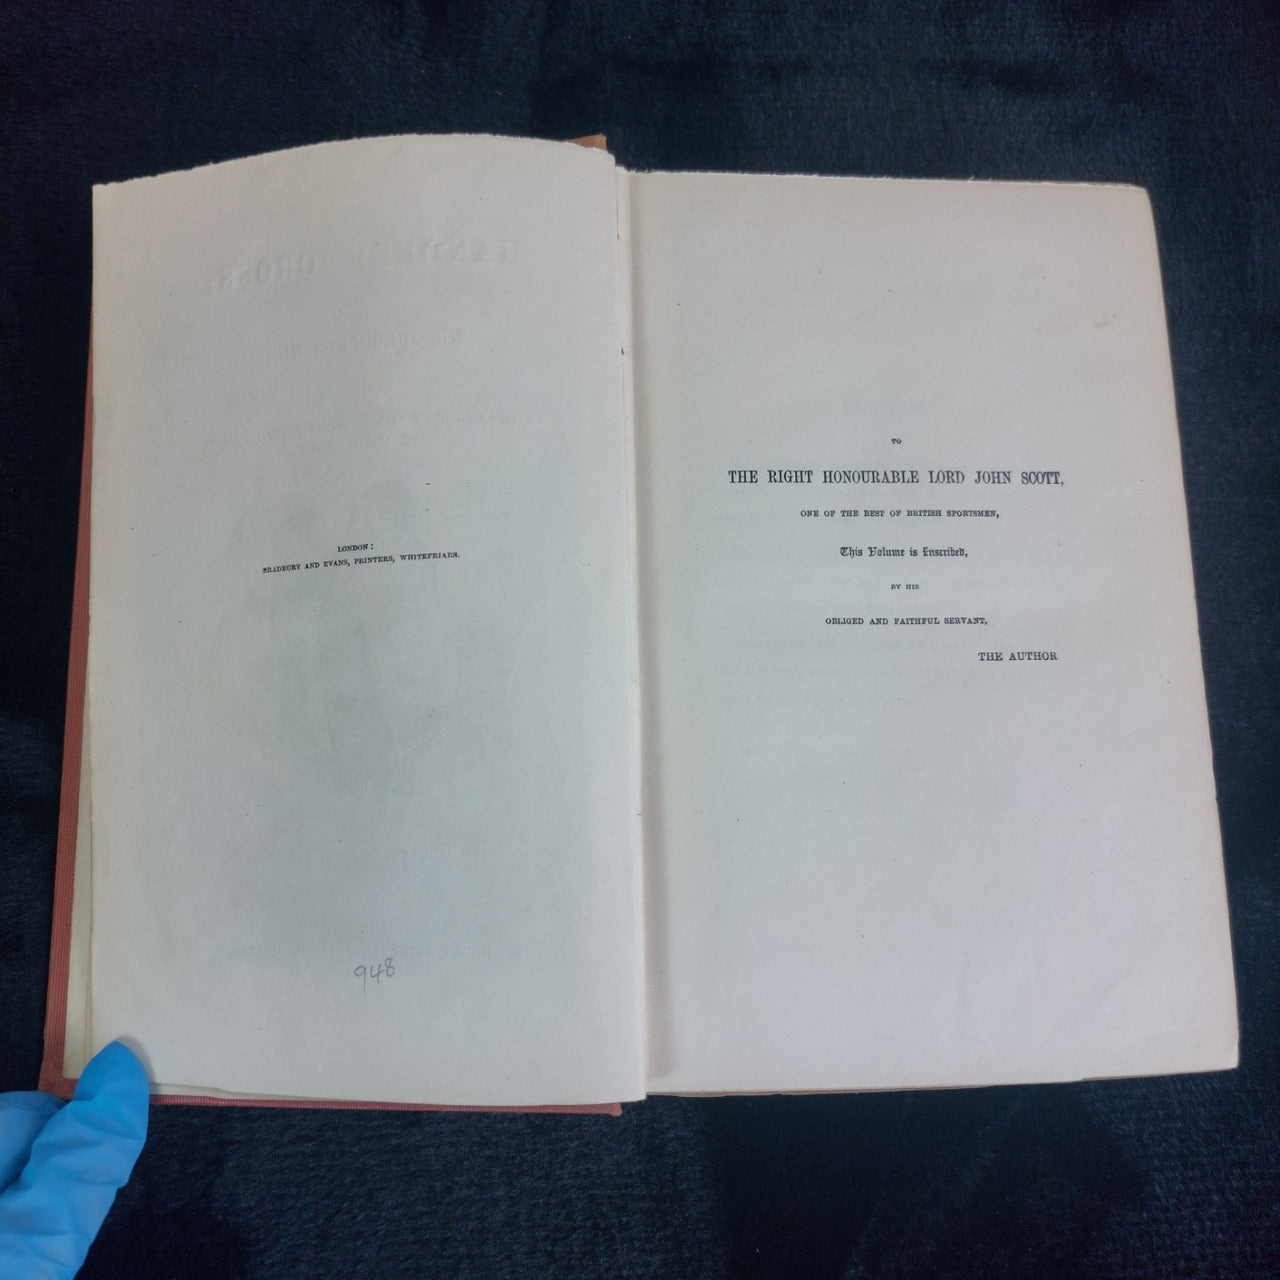 LONDON:
BRADBURY AND EVANS, PRINTERS, WHITEFRIARS.
948
TO
THE RIGHT HONOURABLE LORD JOHN SCOTT,
ONE OF THE BEST OF BRITISH SPORTSMEN,
This Volume is Inscribed,
BY HIS
OBLIGED AND FAITHFUL SERVANT,
THE AUTHOR